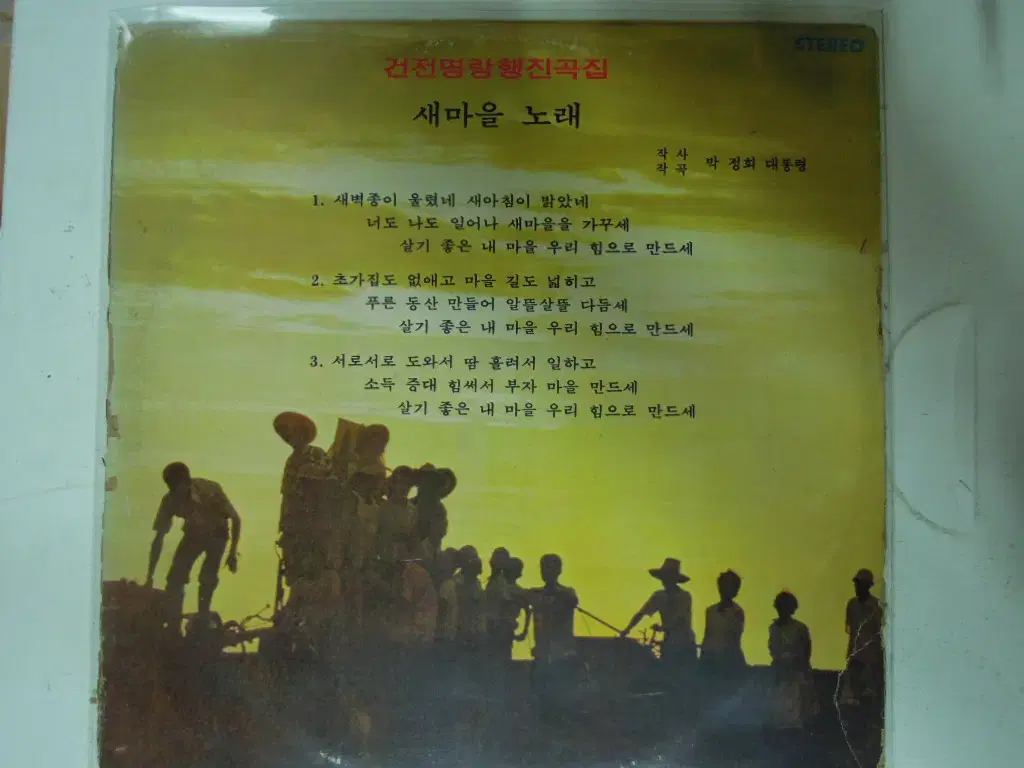 STEREO
건전명랑행진곡집
새마을 노래
작사
작곡 박 정희 대통령
1. 새벽종이 울렸네 새아침이 밝았네
너도 나도 일어나 새마을을 가꾸세
살기 좋은 내 마을 우리 힘으로 만드세
2. 초가집도 없애고 마을 길도 넓히고
푸른 동산 만들어 알뜰살뜰 다듬세
살기 좋은 내 마을 우리 힘으로 만드세
3. 서로서로 도와서 땀 흘려서 일하고
소득 증대 힘써서 부자 마을 만드세
살기 좋은 내 마을 우리 힘으로 만드세